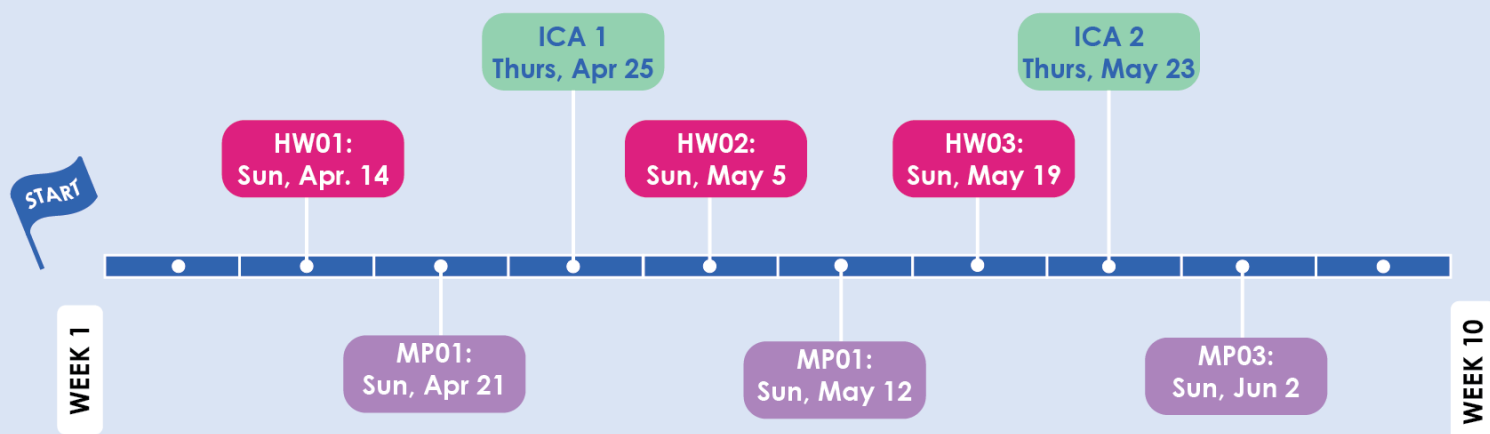 ICA 1
Thurs, Apr 25
ICA 2
Thurs, May 23
HW01:
Sun, Apr. 14
HW02:
Sun, May 5
HW03:
Sun, May 19
START
WEEK 1
MP01:
Sun, Apr 21
MP01:
Sun, May 12
MP03:
Sun, Jun 2
WEEK 10